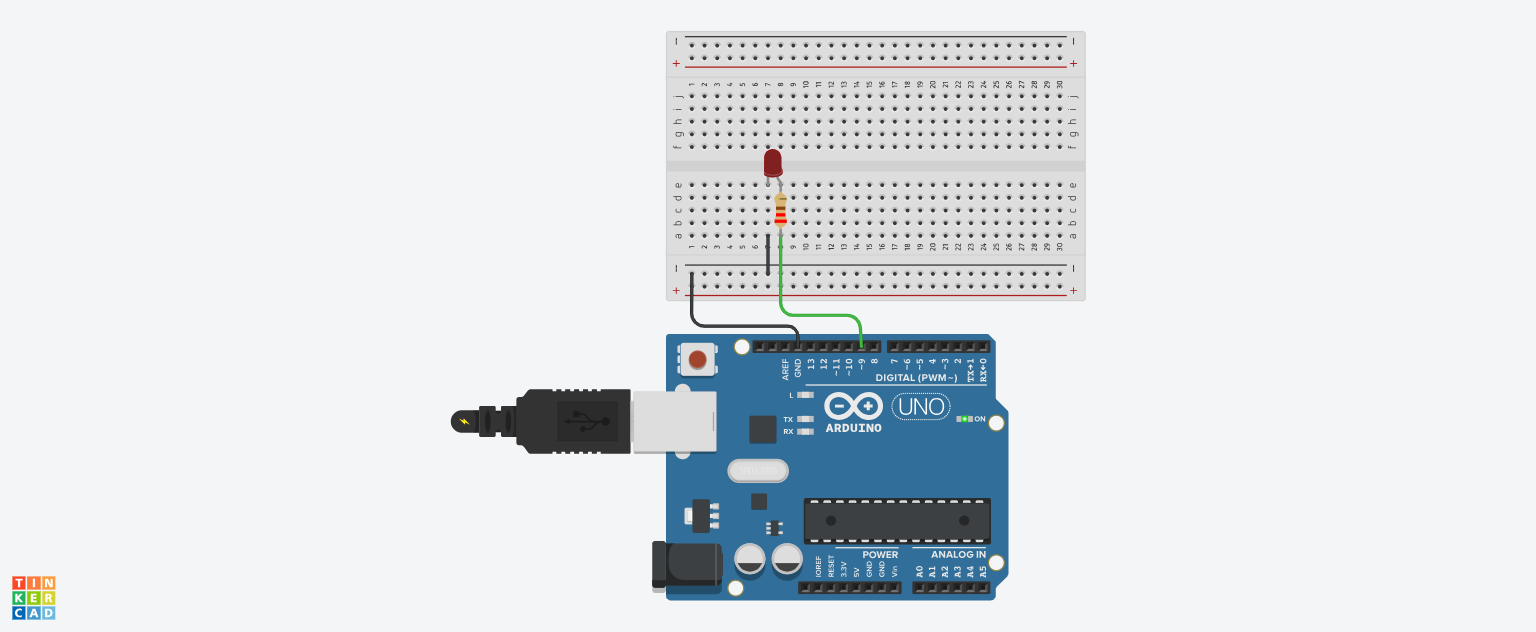 − −
+ +
1 2 3 4 5 6 7 8 9 10 11 12 13 14 15 16 17 18 19 20 21 22 23 24 25 26 27 28 29 30
j j
i i
h h
g g
f f
e e
d d
c c
b b
a a
1 2 3 4 5 6 7 9 10 11 12 13 14 15 16 17 18 19 20 21 22 23 24 25 26 27 28 29 30
− −
+ +
AREF GND 13 12 ~11 ~10 ~9 8 7 ~6 ~5 4 ~3 2 TX→1 RX←0
DIGITAL (PWM~)
L
TX
RX
UNO
ARDUINO
ON
POWER ANALOG IN
IOREF RESET 3.3V 5V GND GND Vin A0 A1 A2 A3 A4 A5
TIN
KER
CAD